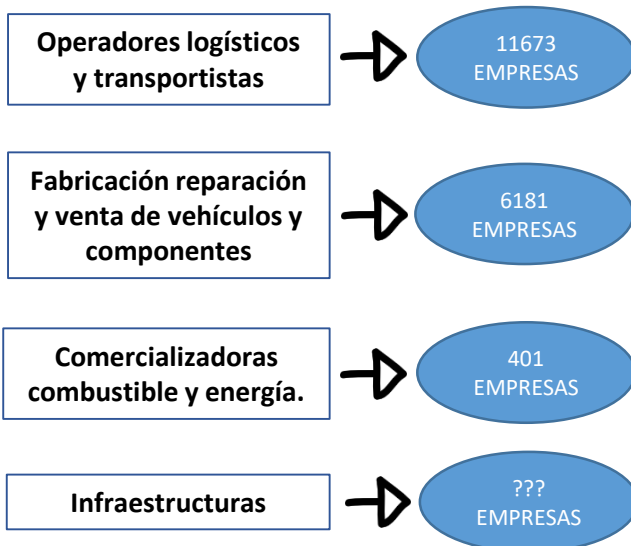 Operadores logísticos
y transportistas
11673
EMPRESAS
Fabricación reparación
y venta de vehículos y
componentes
6181
EMPRESAS
Comercializadoras
combustible y energía.
401
EMPRESAS
Infraestructuras
???
EMPRESAS